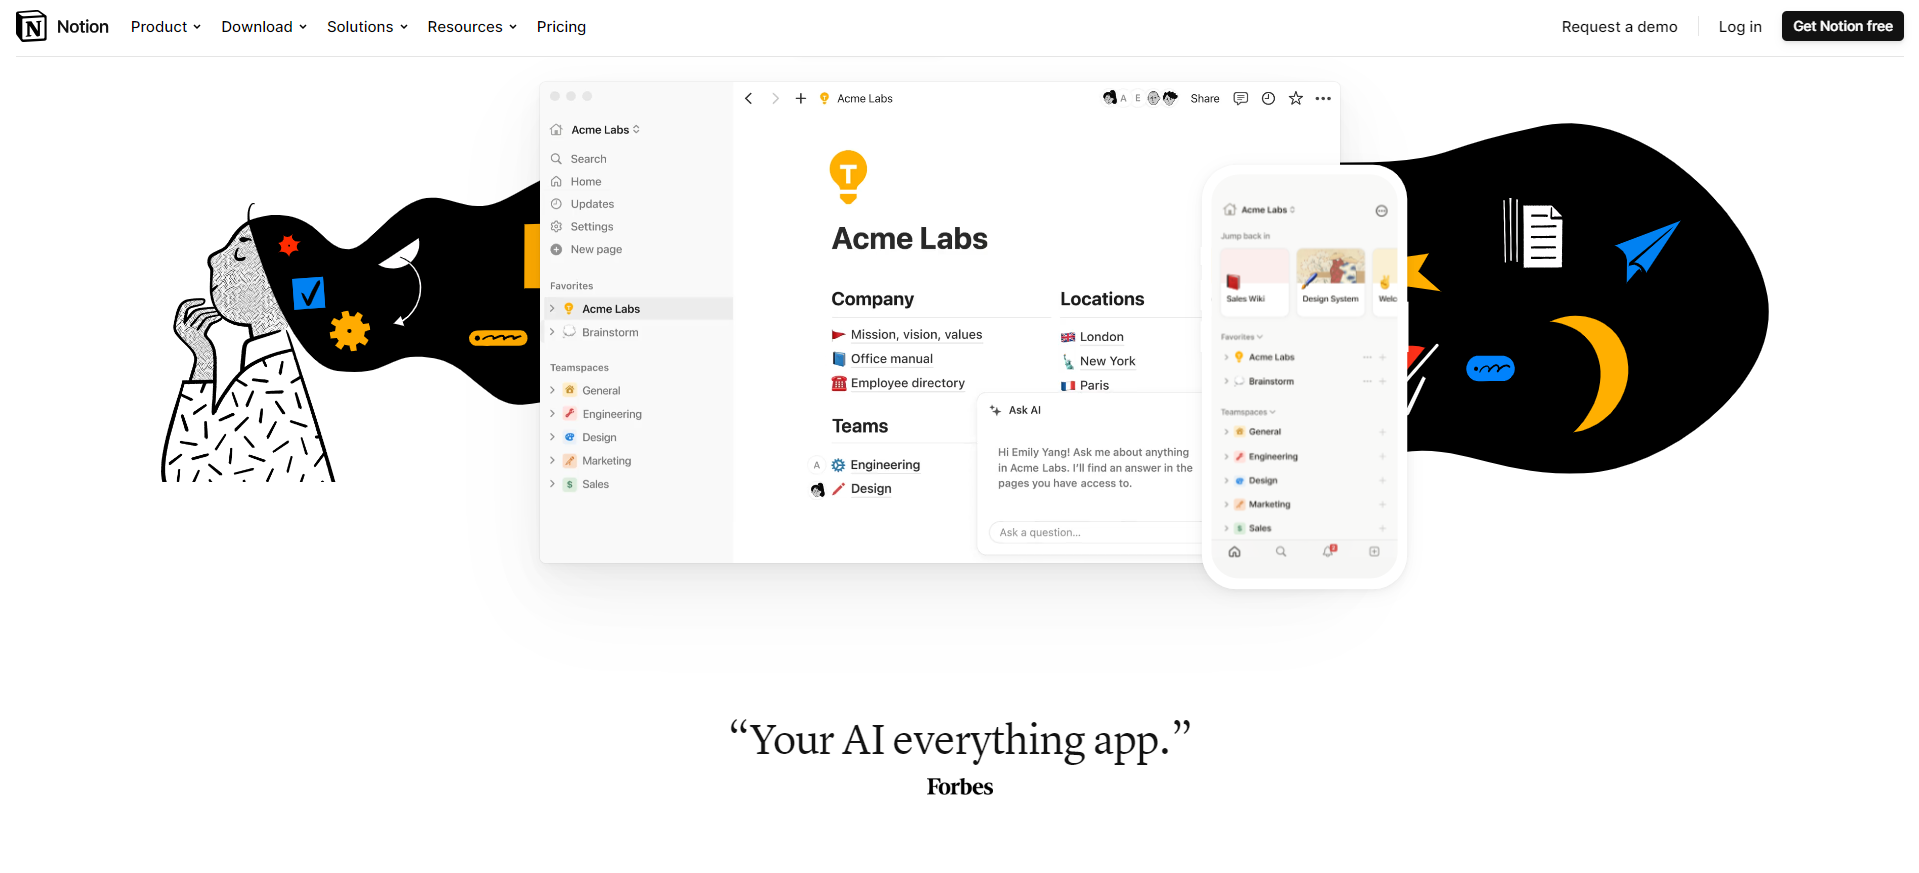 Notion Product Download Solutions Resources Pricing Request a demo Log in Get Notion free
Acme Labs
Search
Home
Updates
Settings
New page
Favorites
Acme Labs
Brainstorm
Teamspaces
General
Engineering
Design
Marketing
$ Sales
Acme Labs A E Share
T
Acme Labs
Company
Mission, vision, values
Office manual
Employee directory
Locations
London
New York
Paris
Teams
A Engineering
Design
Ask AI
Hi Emily Yang! Ask me about anything
in Acme Labs. I'll find an answer in the
pages you have access to.
Ask a question...
Acme Labs
Jump back in
Sales Wiki Design System Welc
Favorites
Acme Labs
Brainstorm
Teamspaces
General
Engineering
Design
Marketing
$ Sales
“Your AI everything app.”
Forbes